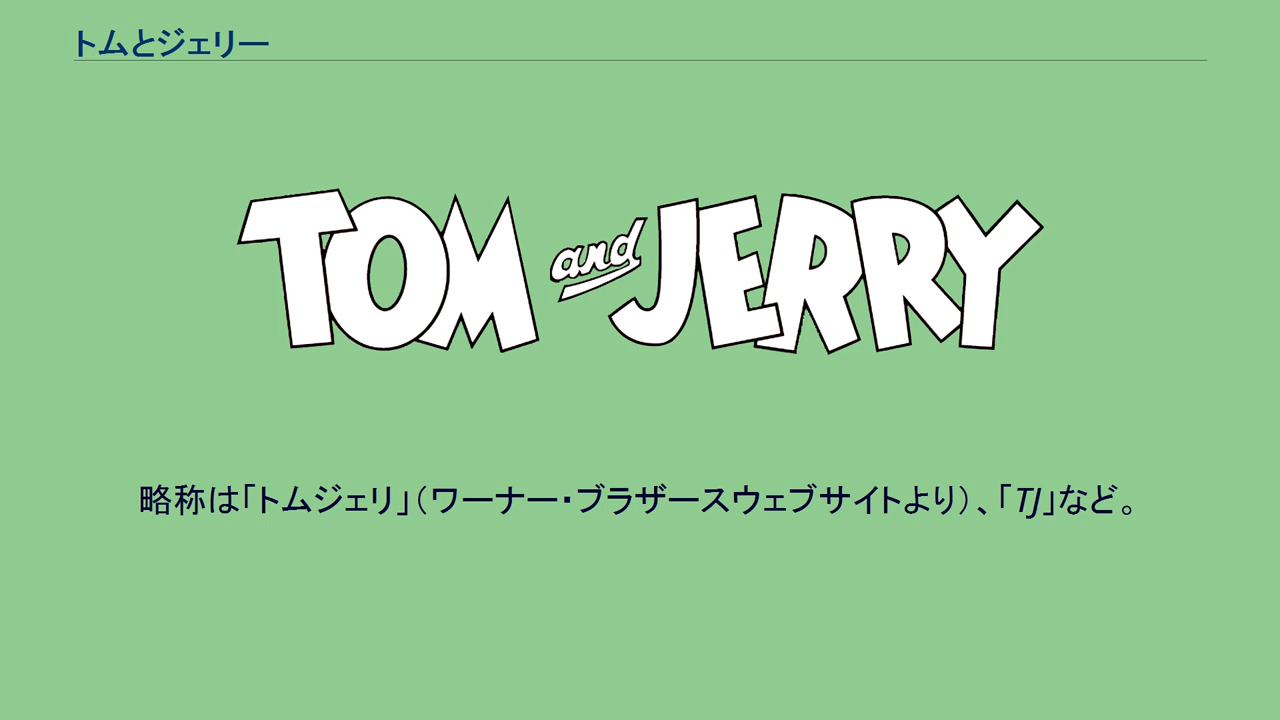 トムとジェリー
TOM and JERRY
略称は「トムジェリ」（ワーナー・ブラザースウェブサイトより）、「TJ」など。